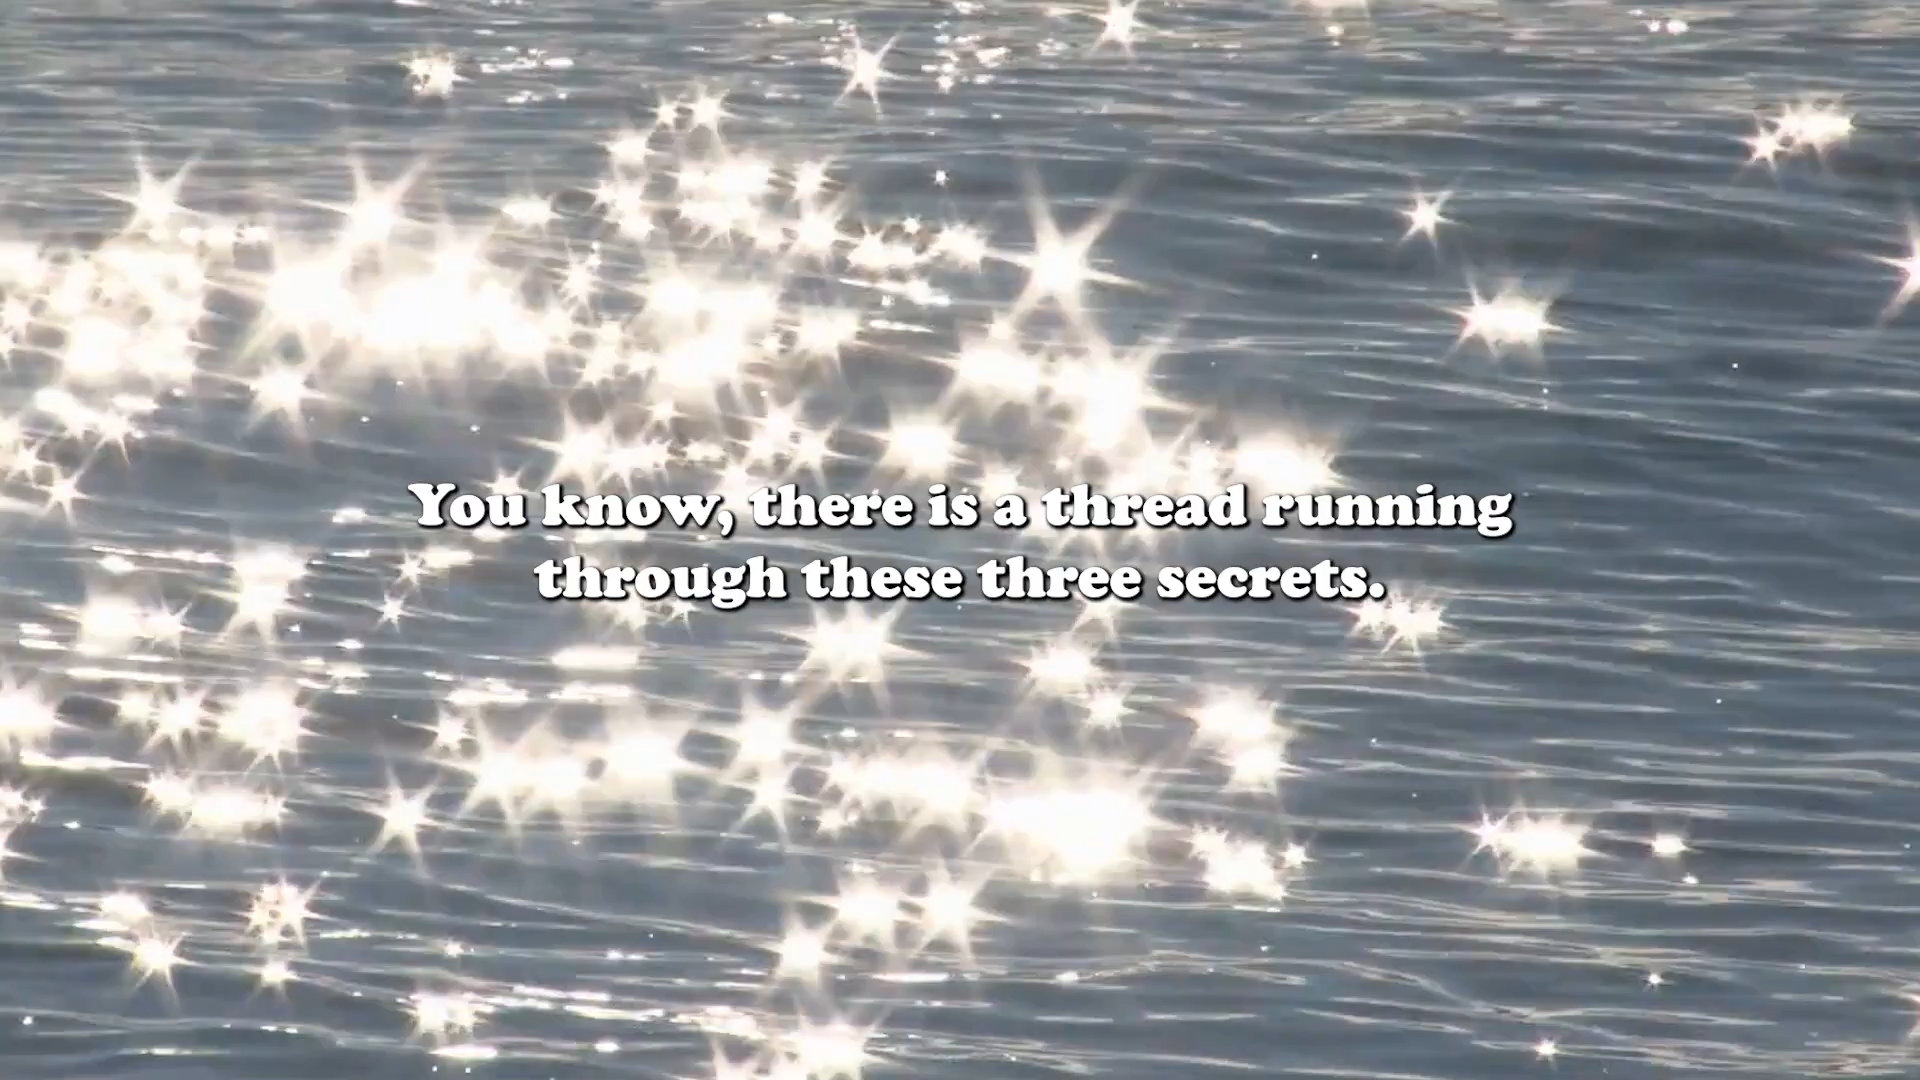 You know, there is a thread running
through these three secrets.